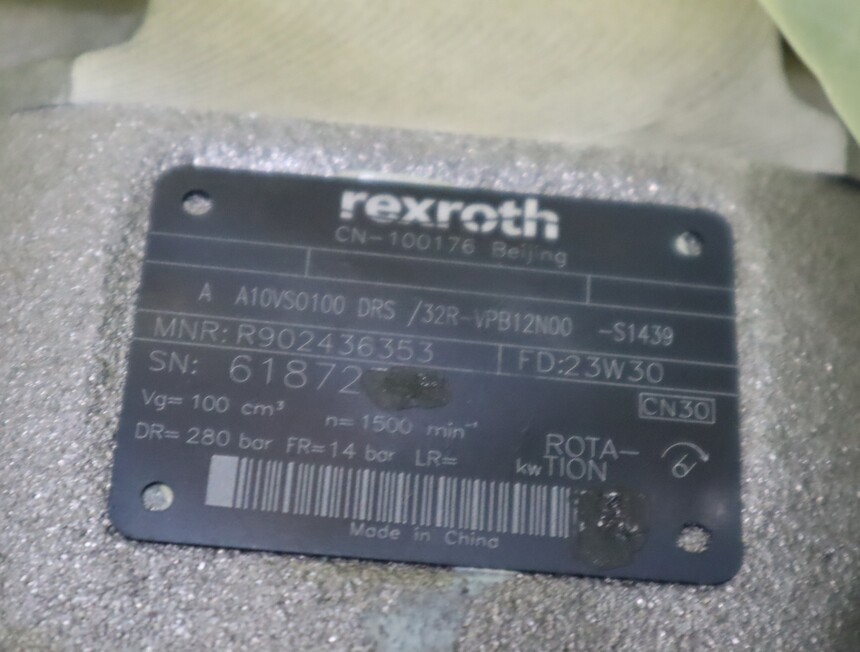 rexroth
CN-100176 Beijing
A A10VSO100 DRS /32R-VPB12N00 -S1439
MNR: R902436353 FD:23W30
SN: 61872
CN30
Vg= 100 cm³ n= 1500 min⁻¹
DR= 280 bar FR=14 bar LR= kw
ROTA-
TION
Made in China